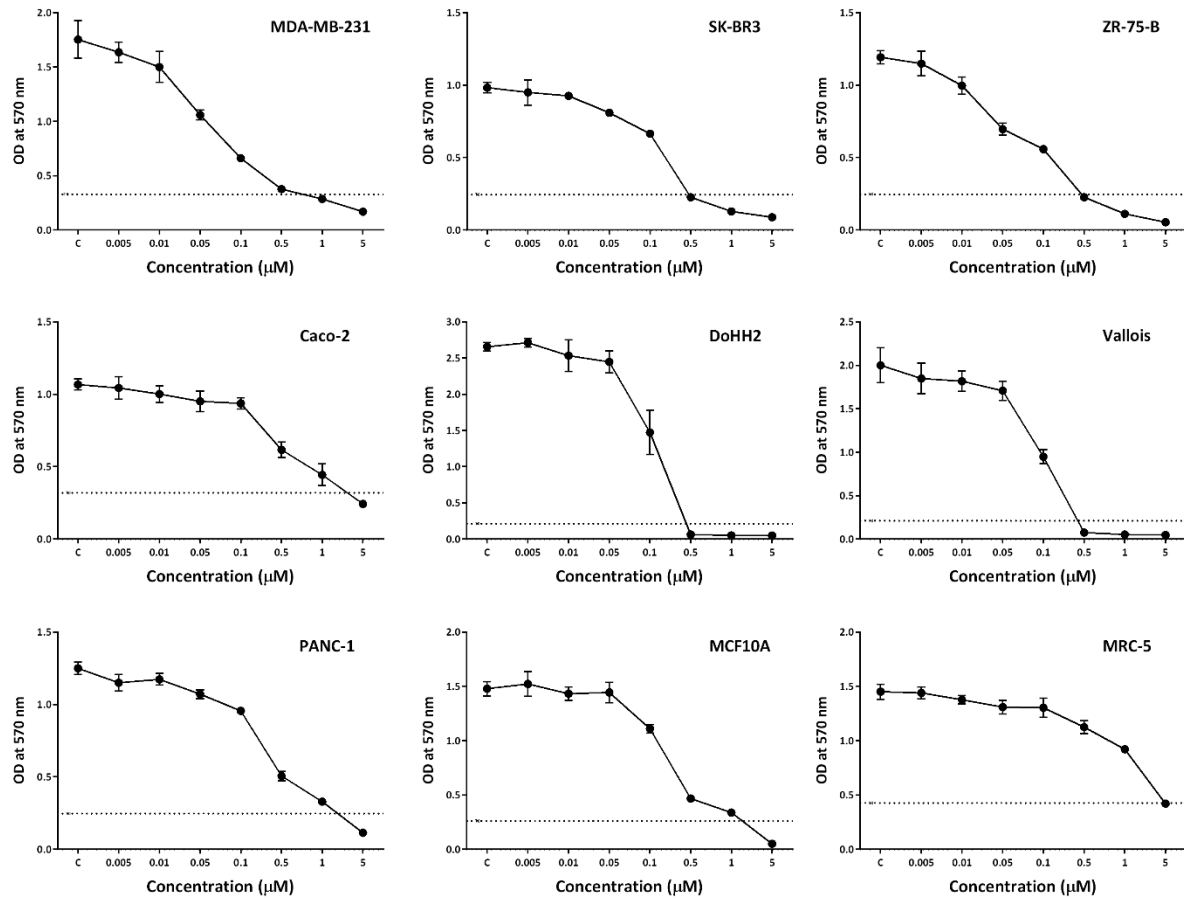 MDA-MB-231
OD at 570 nm
2.0
1.5
1.0
0.5
0.0
C 0.005 0.01 0.05 0.1 0.5 1 5
Concentration (μM)
SK-BR3
OD at 570 nm
1.5
1.0
0.5
0.0
C 0.005 0.01 0.05 0.1 0.5 1 5
Concentration (μM)
ZR-75-B
OD at 570 nm
1.5
1.0
0.5
0.0
C 0.005 0.01 0.05 0.1 0.5 1 5
Concentration (μM)
Caco-2
OD at 570 nm
1.5
1.0
0.5
0.0
C 0.005 0.01 0.05 0.1 0.5 1 5
Concentration (μM)
DoHH2
OD at 570 nm
3.0
2.5
2.0
1.5
1.0
0.5
0.0
C 0.005 0.01 0.05 0.1 0.5 1 5
Concentration (μM)
Vallois
OD at 570 nm
2.5
2.0
1.5
1.0
0.5
0.0
C 0.005 0.01 0.05 0.1 0.5 1 5
Concentration (μM)
PANC-1
OD at 570 nm
1.5
1.0
0.5
0.0
C 0.005 0.01 0.05 0.1 0.5 1 5
Concentration (μM)
MCF10A
OD at 570 nm
2.0
1.5
1.0
0.5
0.0
C 0.005 0.01 0.05 0.1 0.5 1 5
Concentration (μM)
MRC-5
OD at 570 nm
2.0
1.5
1.0
0.5
0.0
C 0.005 0.01 0.05 0.1 0.5 1 5
Concentration (μM)